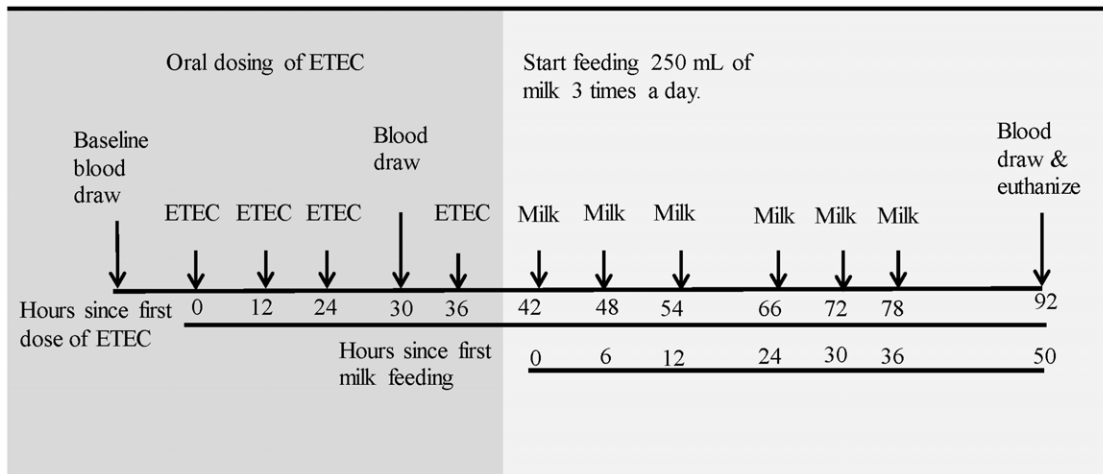 Oral dosing of ETEC
Start feeding 250 mL of
milk 3 times a day.
Baseline
blood
draw
Blood
draw
Blood
draw &
euthanize
ETEC ETEC ETEC ETEC Milk Milk Milk Milk Milk Milk
Hours since first
dose of ETEC
0 12 24 30 36 42 48 54 66 72 78 92
Hours since first
milk feeding
0 6 12 24 30 36 50